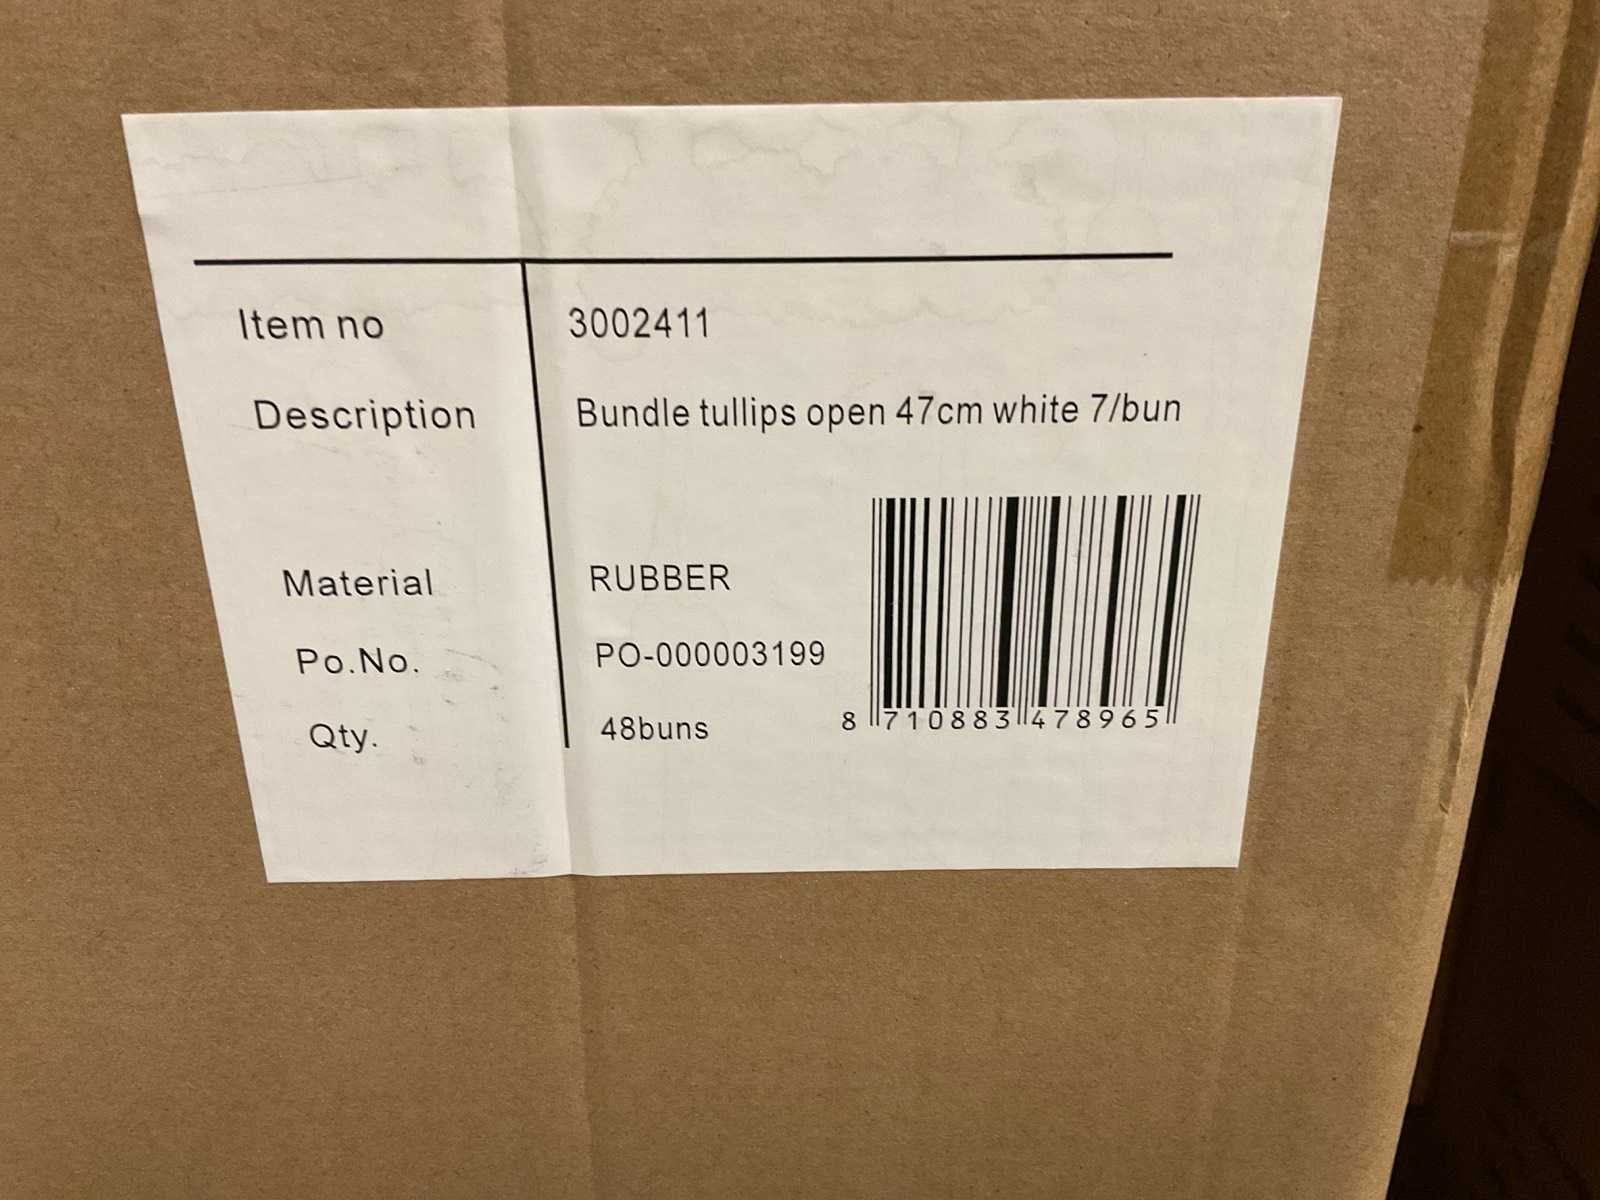 Item no 3002411
Description Bundle tullips open 47cm white 7/bun
Material RUBBER
Po.No. PO-000003199
Qty. 48buns
8 710883 478965